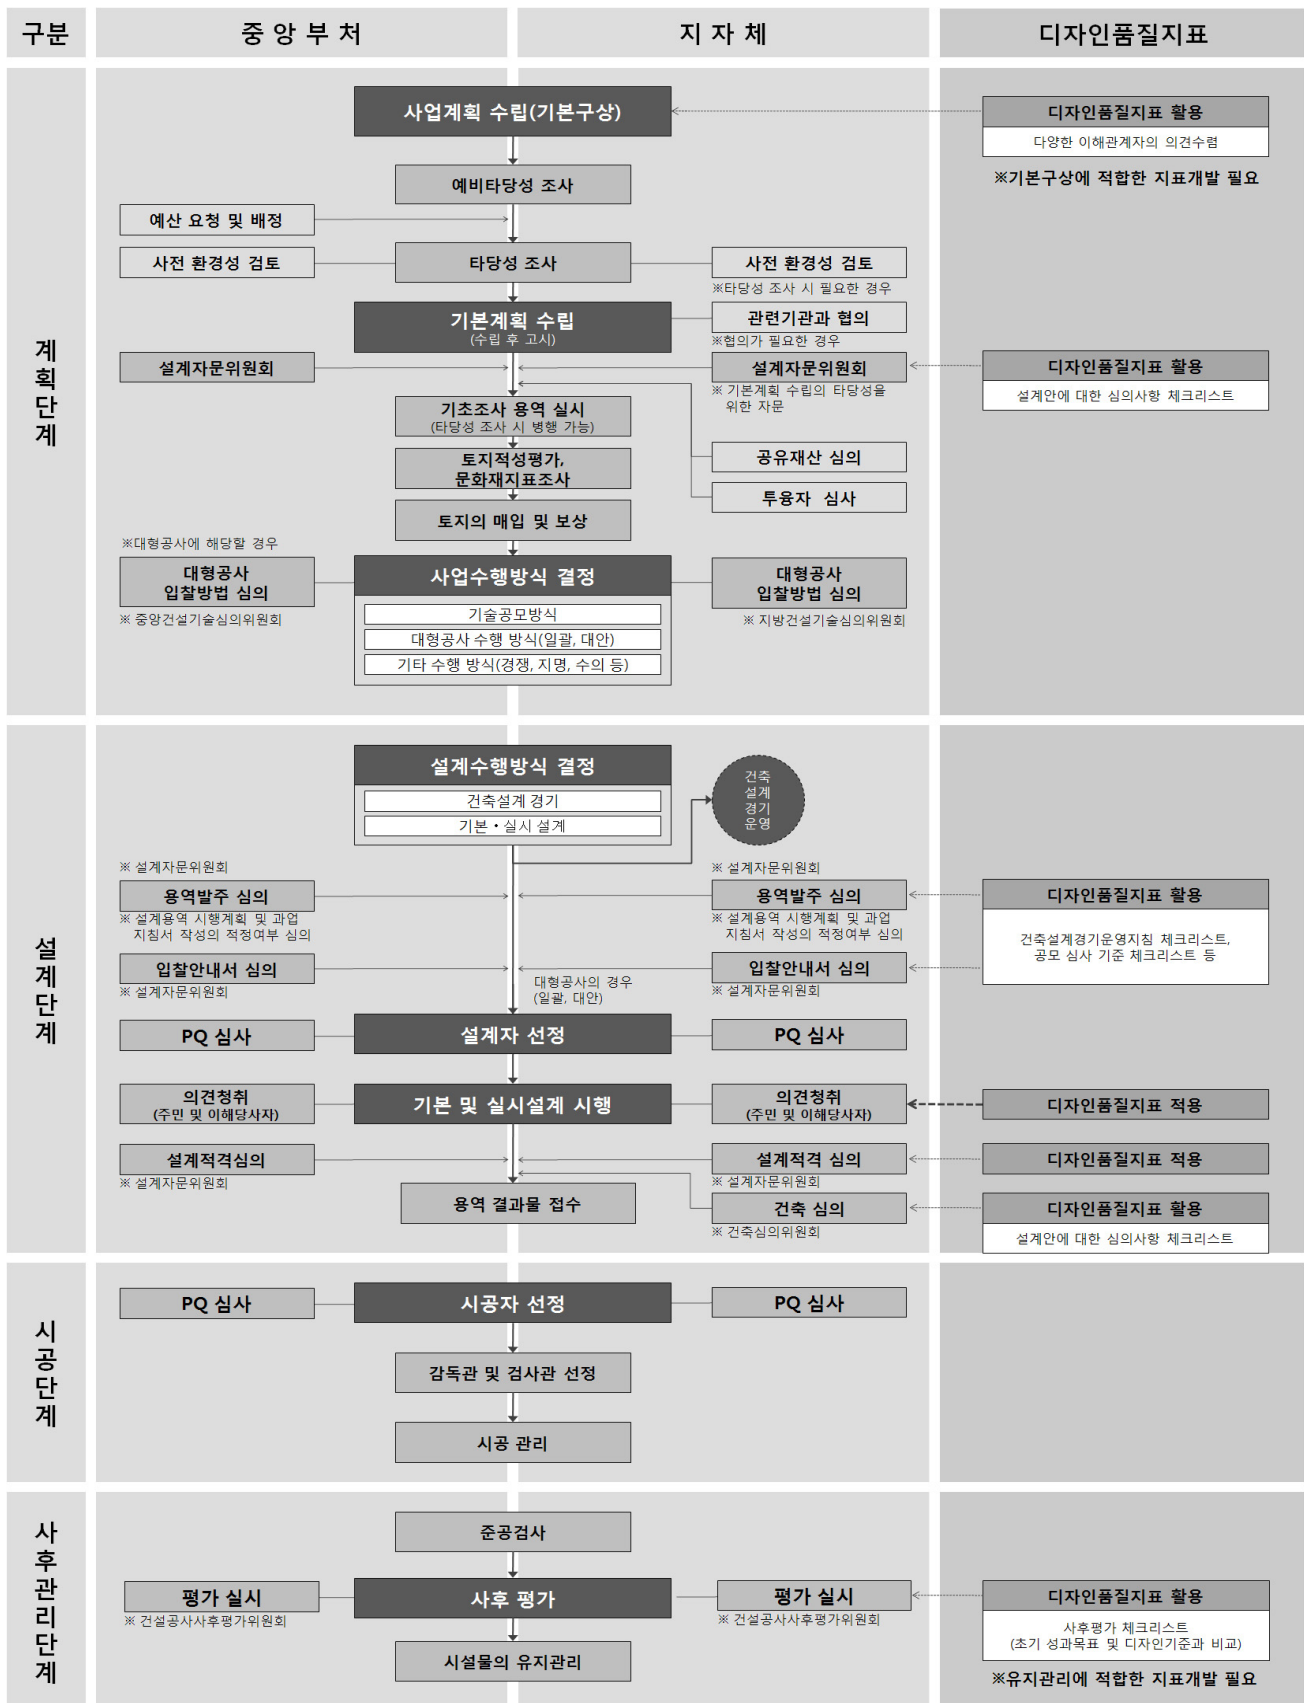 구분
중 앙 부 처
지 자 체
디자인품질지표
계획단계
사업계획 수립(기본구상)
디자인품질지표 활용
다양한 이해관계자의 의견수렴
※기본구상에 적합한 지표개발 필요
예비타당성 조사
예산 요청 및 배정
사전 환경성 검토
타당성 조사
사전 환경성 검토
※타당성 조사 시 필요한 경우
기본계획 수립
(수립 후 고시)
관련기관과 협의
※협의가 필요한 경우
설계자문위원회
설계자문위원회
※ 기본계획 수립의 타당성을
위한 자문
디자인품질지표 활용
설계안에 대한 심의사항 체크리스트
기초조사 용역 실시
(타당성 조사 시 병행 가능)
토지적성평가,
문화재지표조사
공유재산 심의
투융자 심사
토지의 매입 및 보상
※대형공사에 해당할 경우
대형공사
입찰방법 심의
※ 중앙건설기술심의위원회
사업수행방식 결정
기술공모방식
대형공사 수행 방식(일괄, 대안)
기타 수행 방식(경쟁, 지명, 수의 등)
대형공사
입찰방법 심의
※ 지방건설기술심의위원회
설계단계
설계수행방식 결정
건축설계 경기
기본・실시 설계
건축
설계
경기
운영
※ 설계자문위원회
용역발주 심의
※ 설계용역 시행계획 및 과업
지침서 작성의 적정여부 심의
※ 설계자문위원회
용역발주 심의
※ 설계용역 시행계획 및 과업
지침서 작성의 적정여부 심의
디자인품질지표 활용
건축설계경기운영지침 체크리스트,
공모 심사 기준 체크리스트 등
입찰안내서 심의
※ 설계자문위원회
대형공사의 경우
(일괄, 대안)
입찰안내서 심의
※ 설계자문위원회
PQ 심사
설계자 선정
PQ 심사
의견청취
(주민 및 이해당사자)
기본 및 실시설계 시행
의견청취
(주민 및 이해당사자)
디자인품질지표 적용
설계적격심의
※ 설계자문위원회
설계적격 심의
※ 설계자문위원회
디자인품질지표 적용
용역 결과물 접수
건축 심의
※ 건축심의위원회
디자인품질지표 활용
설계안에 대한 심의사항 체크리스트
시공단계
PQ 심사
시공자 선정
PQ 심사
감독관 및 검사관 선정
시공 관리
사후관리단계
준공검사
평가 실시
※ 건설공사사후평가위원회
사후 평가
평가 실시
※ 건설공사사후평가위원회
디자인품질지표 활용
사후평가 체크리스트
(초기 성과목표 및 디자인기준과 비교)
시설물의 유지관리
※유지관리에 적합한 지표개발 필요